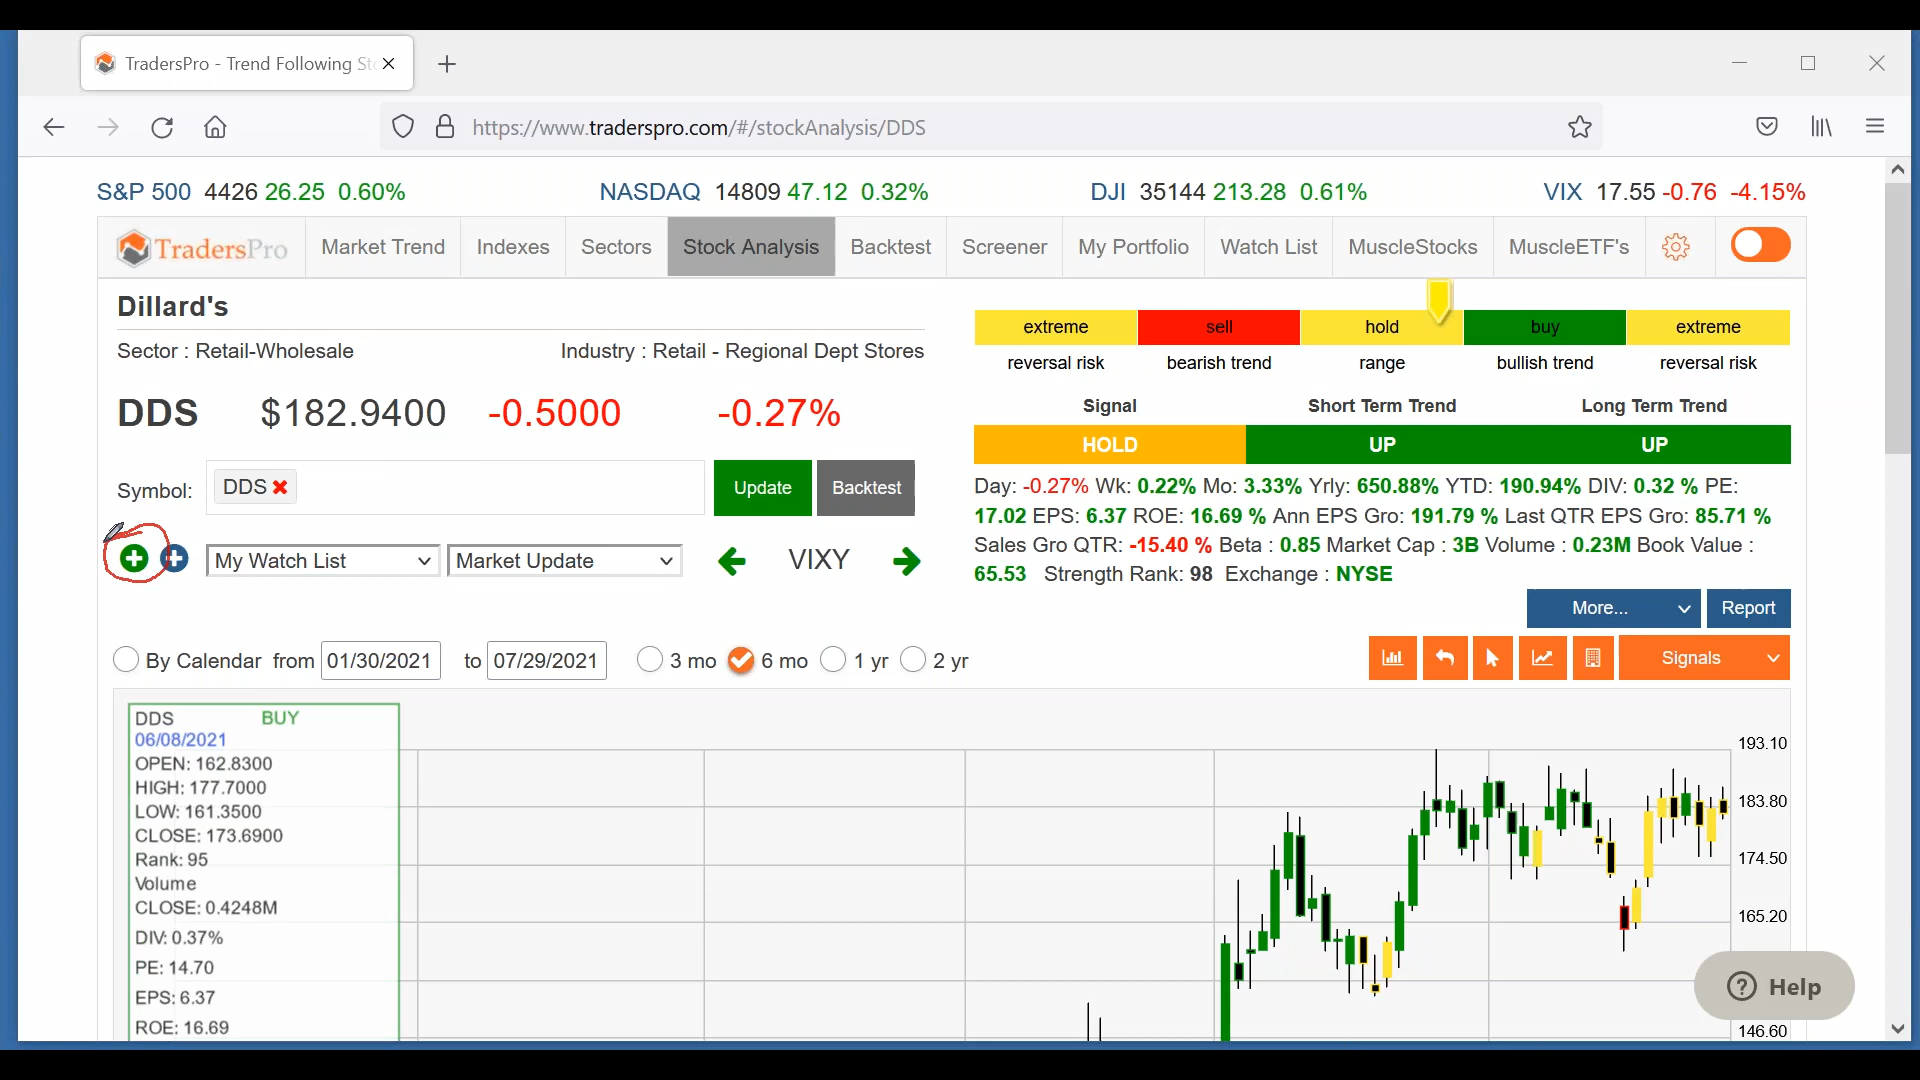 TradersPro - Trend Following Sto
https://www.traderspro.com/#/stockAnalysis/DDS
S&P 500 4426 26.25 0.60% NASDAQ 14809 47.12 0.32% DJI 35144 213.28 0.61% VIX 17.55 -0.76 -4.15%
TradersPro Market Trend Indexes Sectors Stock Analysis Backtest Screener My Portfolio Watch List MuscleStocks MuscleETF's
Dillard's
Sector : Retail-Wholesale Industry : Retail - Regional Dept Stores
DDS $182.9400 -0.5000 -0.27%
Symbol: DDS Update Backtest
My Watch List Market Update VIXY
extreme sell hold buy extreme
reversal risk bearish trend range bullish trend reversal risk
Signal Short Term Trend Long Term Trend
HOLD UP UP
Day: -0.27% Wk: 0.22% Mo: 3.33% Yrly: 650.88% YTD: 190.94% DIV: 0.32 % PE:
17.02 EPS: 6.37 ROE: 16.69 % Ann EPS Gro: 191.79 % Last QTR EPS Gro: 85.71 %
Sales Gro QTR: -15.40 % Beta : 0.85 Market Cap : 3B Volume : 0.23M Book Value :
65.53 Strength Rank: 98 Exchange : NYSE
More... Report
By Calendar from 01/30/2021 to 07/29/2021 3 mo 6 mo 1 yr 2 yr
Signals
DDS BUY
06/08/2021
OPEN: 162.8300
HIGH: 177.7000
LOW: 161.3500
CLOSE: 173.6900
Rank: 95
Volume
CLOSE: 0.4248M
DIV: 0.37%
PE: 14.70
EPS: 6.37
ROE: 16.69
193.10
183.80
174.50
165.20
146.60
Help